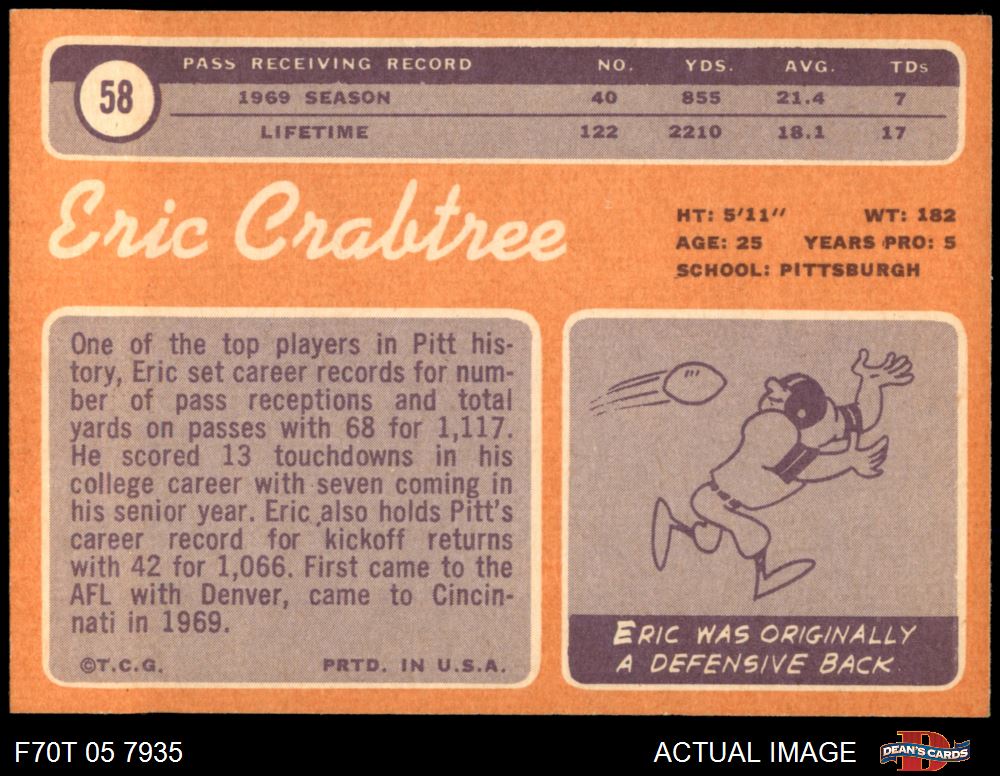 58
PASS RECEIVING RECORD NO. YDS. AVG. TDs
1969 SEASON 40 855 21.4 7
LIFETIME 122 2210 18.1 17
Eric Crabtree
HT: 5'11" WT: 182
AGE: 25 YEARS PRO: 5
SCHOOL: PITTSBURGH
One of the top players in Pitt his-
tory, Eric set career records for num-
ber of pass receptions and total
yards on passes with 68 for 1,117.
He scored 13 touchdowns in his
college career with seven coming in
his senior year. Eric also holds Pitt's
career record for kickoff returns
with 42 for 1,066. First came to the
AFL with Denver, came to Cincin-
nati in 1969.
©T.C.G. PRTD. IN U.S.A.
ERIC WAS ORIGINALLY
A DEFENSIVE BACK
F70T 05 7935 ACTUAL IMAGE DEAN'S CARDS